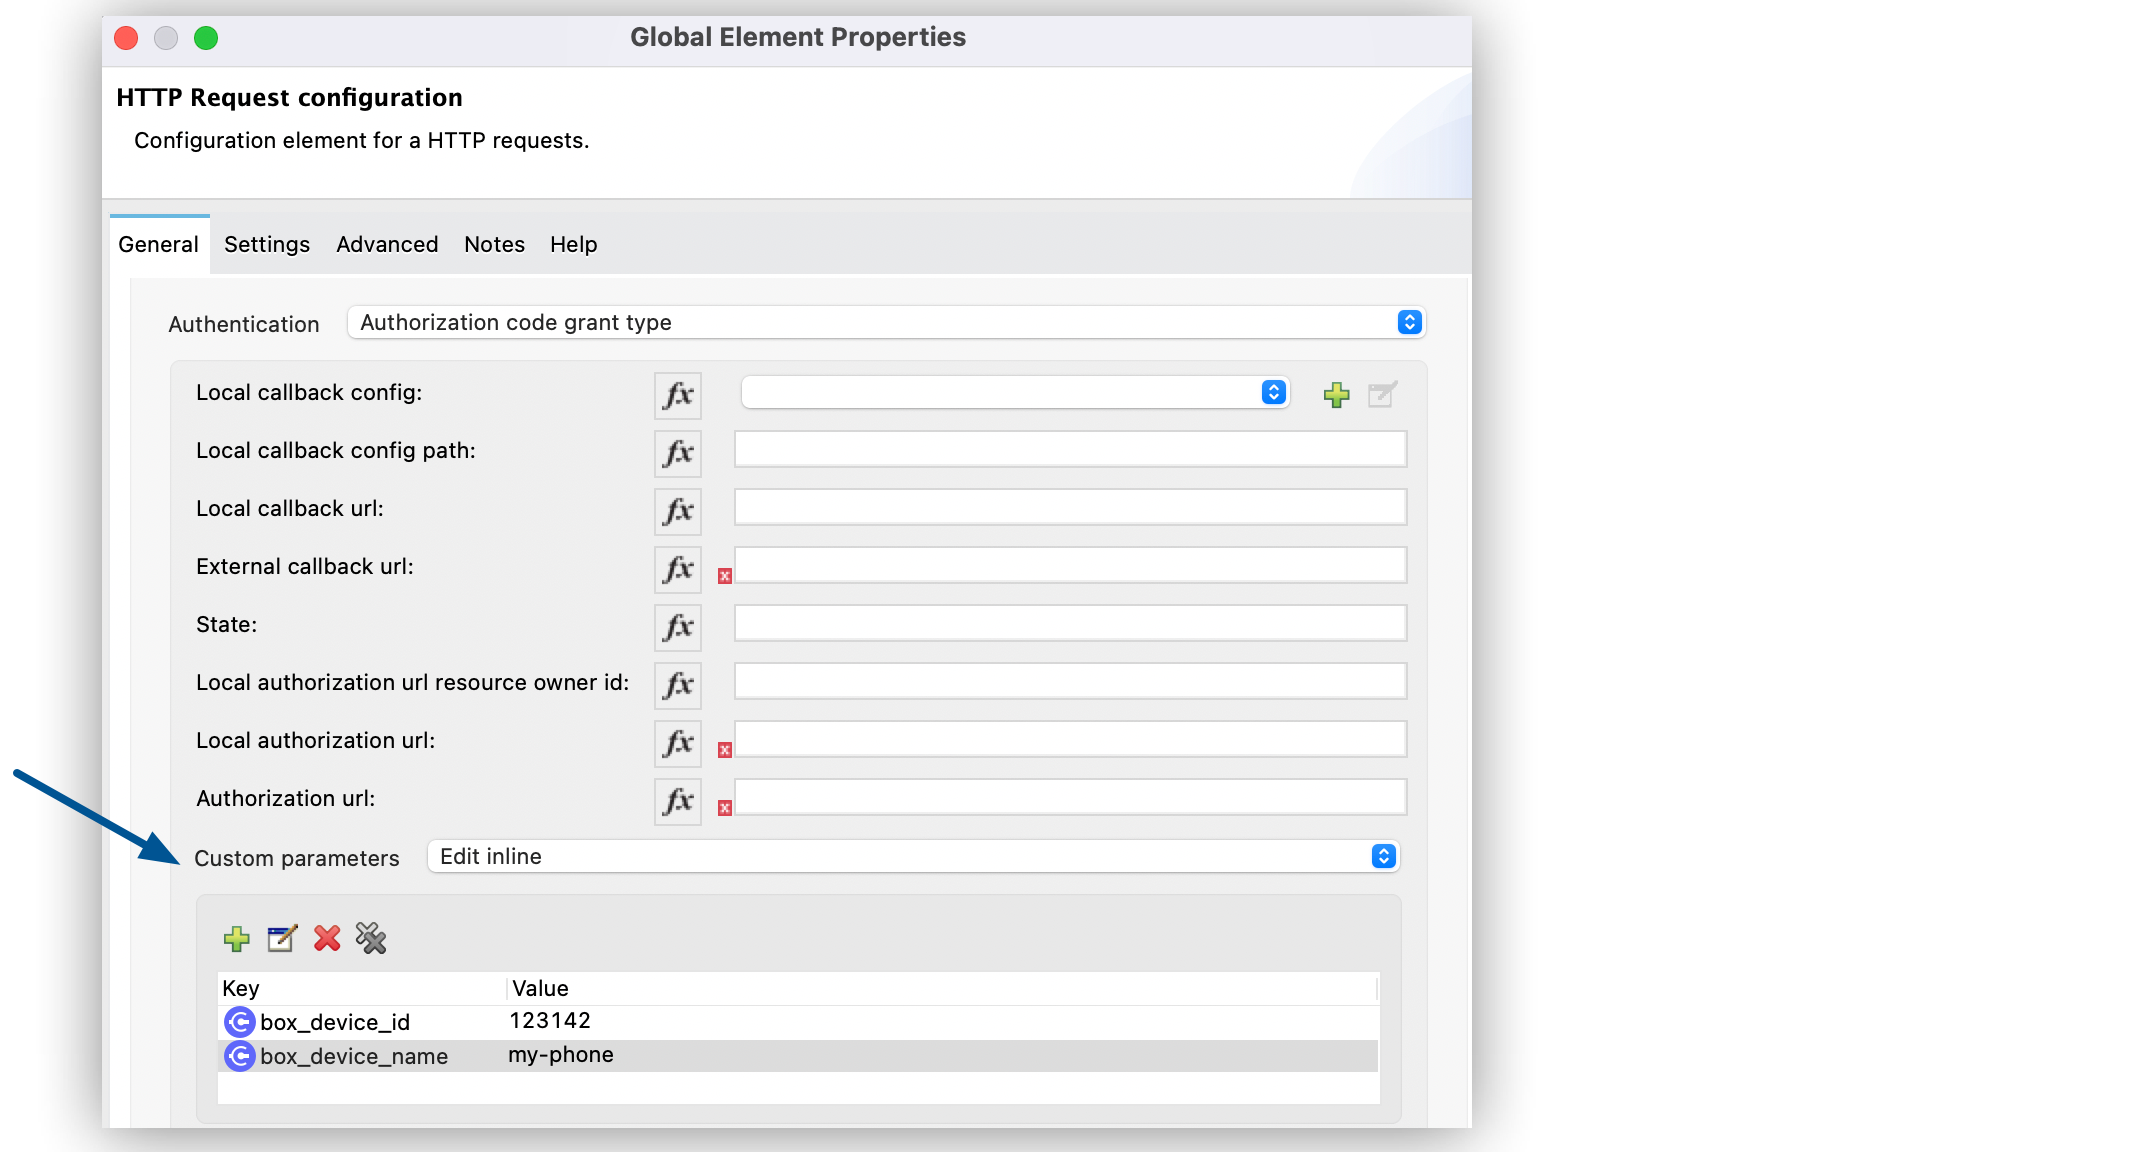 Global Element Properties
HTTP Request configuration
Configuration element for a HTTP requests.
General Settings Advanced Notes Help
Authentication Authorization code grant type
Local callback config: fx
Local callback config path: fx
Local callback url: fx
External callback url: fx
State: fx
Local authorization url resource owner id: fx
Local authorization url: fx
Authorization url: fx
Custom parameters Edit inline
Key Value
box_device_id 123142
box_device_name my-phone